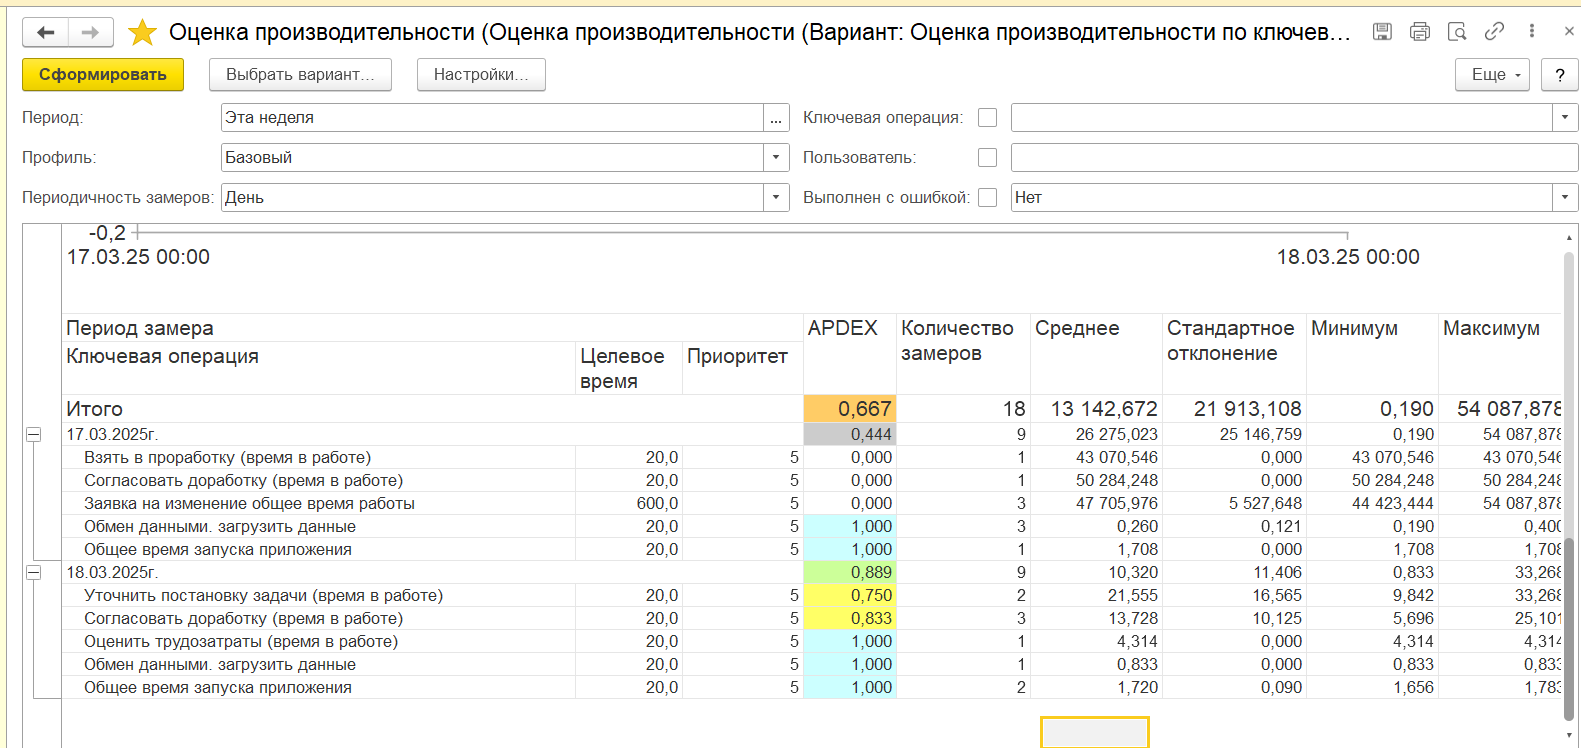 Оценка производительности (Оценка производительности (Вариант: Оценка производительности по ключев...
Сформировать Выбрать вариант... Настройки... Еще ?
Период: Эта неделя ... Ключевая операция:
Профиль: Базовый Пользователь:
Периодичность замеров: День Выполнен с ошибкой: Нет
-0,2
17.03.25 00:00 18.03.25 00:00
Период замера APDEX Количество замеров Среднее Стандартное отклонение Минимум Максимум
Ключевая операция Целевое время Приоритет
Итого 0,667 18 13 142,672 21 913,108 0,190 54 087,878
17.03.2025г. 0,444 9 26 275,023 25 146,759 0,190 54 087,878
Взять в проработку (время в работе) 20,0 5 0,000 1 43 070,546 0,000 43 070,546 43 070,546
Согласовать доработку (время в работе) 20,0 5 0,000 1 50 284,248 0,000 50 284,248 50 284,248
Заявка на изменение общее время работы 600,0 5 0,000 3 47 705,976 5 527,648 44 423,444 54 087,878
Обмен данными. загрузить данные 20,0 5 1,000 3 0,260 0,121 0,190 0,400
Общее время запуска приложения 20,0 5 1,000 1 1,708 0,000 1,708 1,708
18.03.2025г. 0,889 9 10,320 11,406 0,833 33,268
Уточнить постановку задачи (время в работе) 20,0 5 0,750 2 21,555 16,565 9,842 33,268
Согласовать доработку (время в работе) 20,0 5 0,833 3 13,728 10,125 5,696 25,101
Оценить трудозатраты (время в работе) 20,0 5 1,000 1 4,314 0,000 4,314 4,314
Обмен данными. загрузить данные 20,0 5 1,000 1 0,833 0,000 0,833 0,833
Общее время запуска приложения 20,0 5 1,000 2 1,720 0,090 1,656 1,783